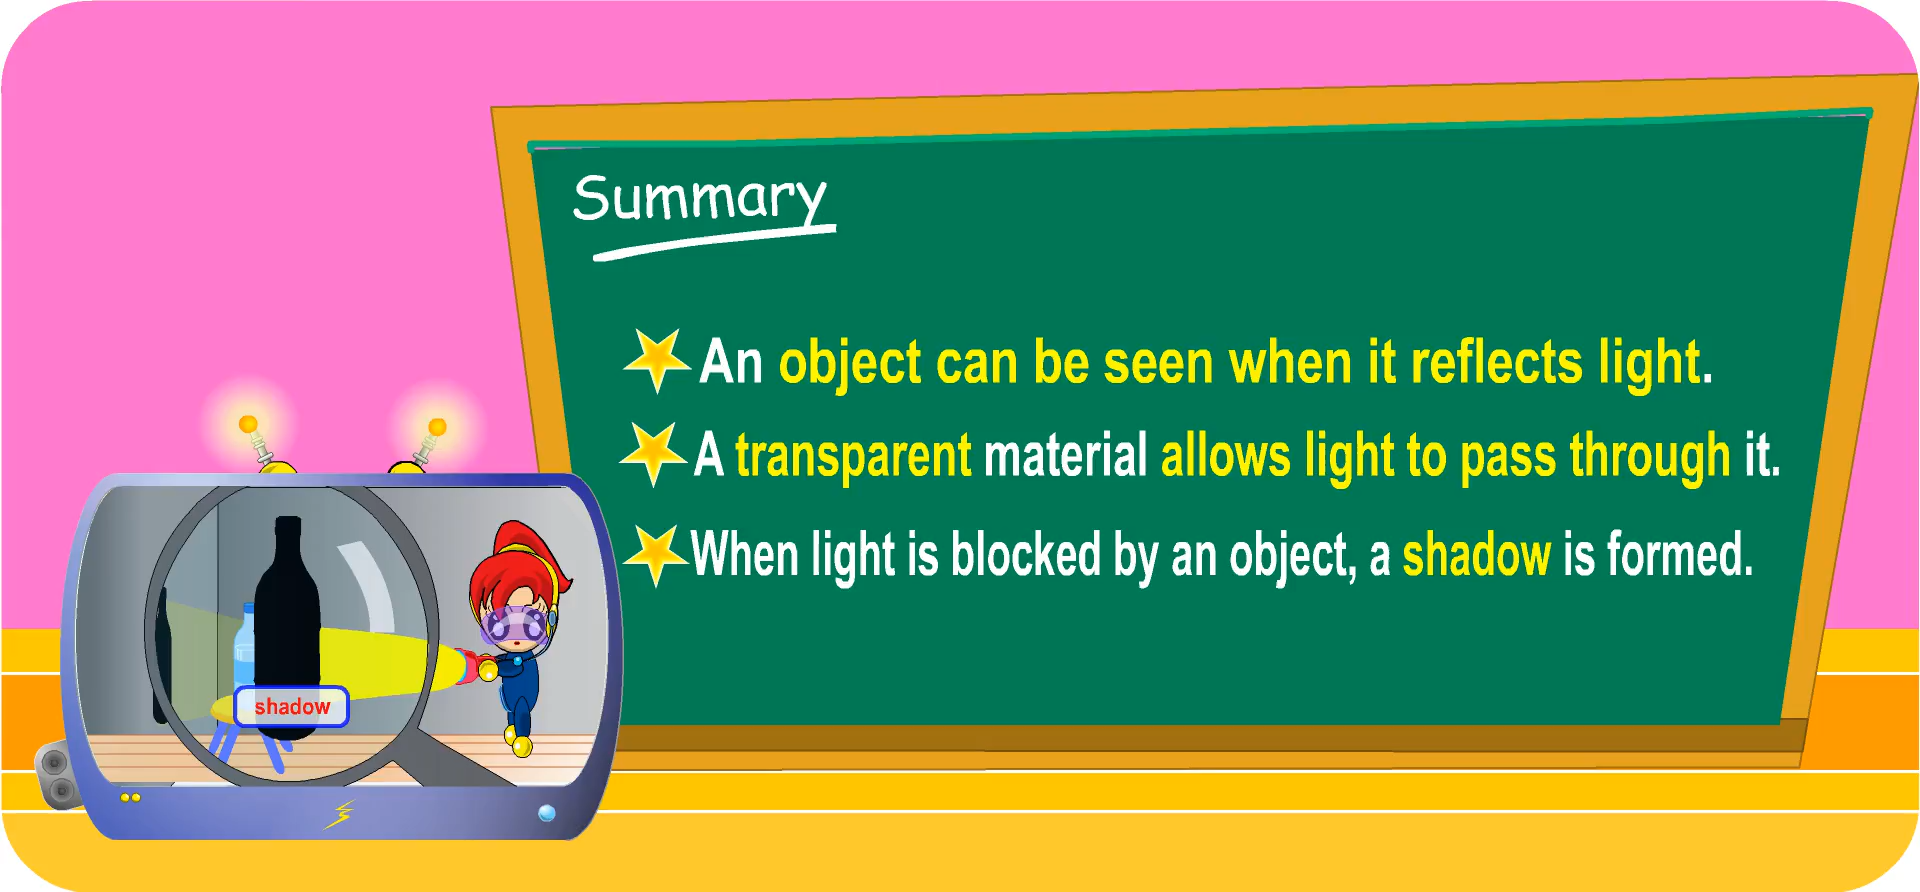 Summary
An object can be seen when it reflects light.
A transparent material allows light to pass through it.
When light is blocked by an object, a shadow is formed.
shadow